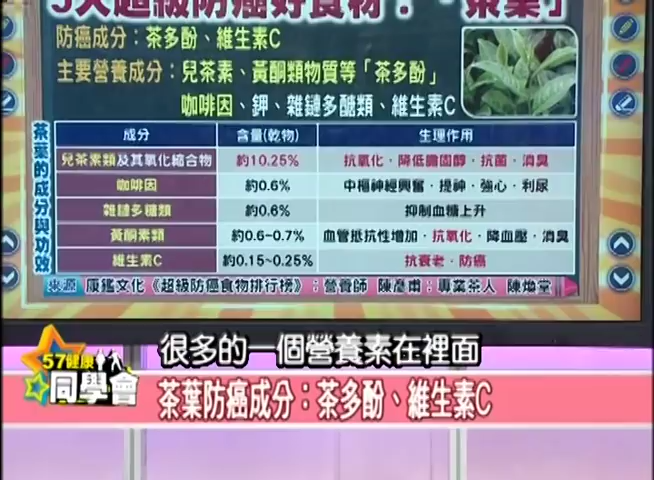 5大超級防癌好食物！「茶葉」
防癌成分：茶多酚、維生素C
主要營養成分：兒茶素、黃酮類物質等「茶多酚」
咖啡因、鉀、雜鏈多醣類、維生素C
茶葉的成分與功效
成分 含量(乾物) 生理作用
兒茶素類及其氧化縮合物 約10.25% 抗氧化．降低膽固醇．抗菌．消臭
咖啡因 約0.6% 中樞神經興奮．提神．強心．利尿
雜鏈多糖類 約0.6% 抑制血糖上升
黃酮素類 約0.6-0.7% 血管抵抗性增加．抗氧化．降血壓．消臭
維生素C 約0.15~0.25% 抗衰老．防癌
來源 康鑑文化《超級防癌食物排行榜》：營養師 陳彥甫：專業茶人 陳煥堂
57健康
同學會
很多的一個營養素在裡面
茶葉防癌成分：茶多酚、維生素C